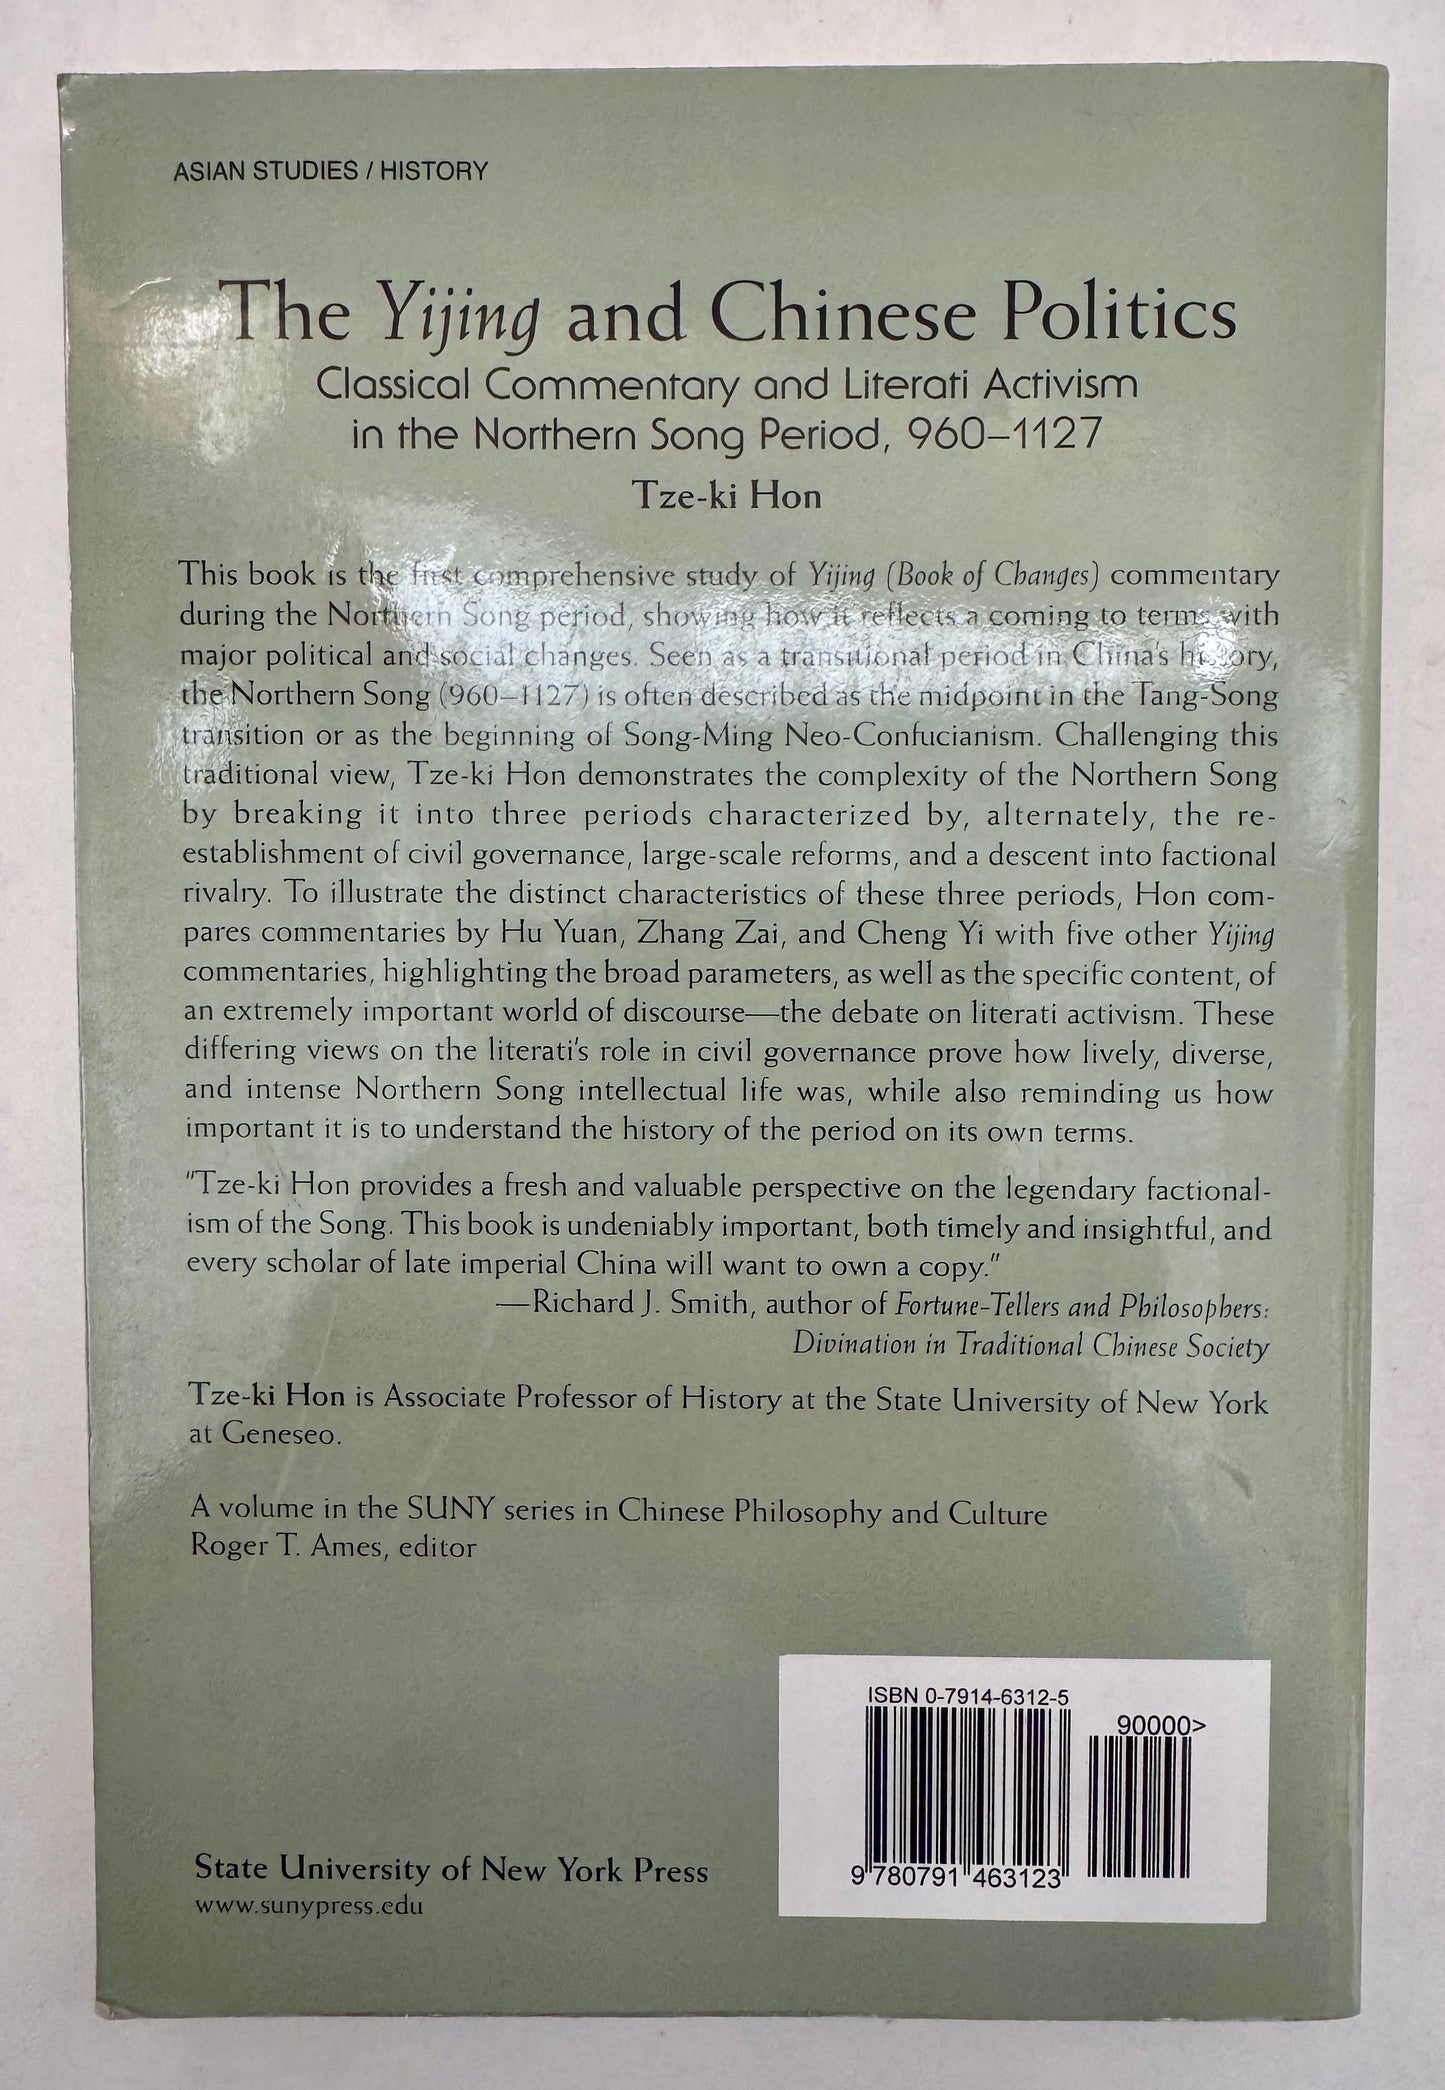 ASIAN STUDIES / HISTORY
The Yijing and Chinese Politics
Classical Commentary and Literati Activism
in the Northern Song Period, 960–1127
Tze-ki Hon
This book is the first comprehensive study of Yijing (Book of Changes) commentary
during the Northern Song period, showing how it reflects a coming to terms with
major political and social changes. Seen as a transitional period in China's history,
the Northern Song (960–1127) is often described as the midpoint in the Tang-Song
transition or as the beginning of Song-Ming Neo-Confucianism. Challenging this
traditional view, Tze-ki Hon demonstrates the complexity of the Northern Song
by breaking it into three periods characterized by, alternately, the re-
establishment of civil governance, large-scale reforms, and a descent into factional
rivalry. To illustrate the distinct characteristics of these three periods, Hon com-
pares commentaries by Hu Yuan, Zhang Zai, and Cheng Yi with five other Yijing
commentaries, highlighting the broad parameters, as well as the specific content, of
an extremely important world of discourse—the debate on literati activism. These
differing views on the literati's role in civil governance prove how lively, diverse,
and intense Northern Song intellectual life was, while also reminding us how
important it is to understand the history of the period on its own terms.
"Tze-ki Hon provides a fresh and valuable perspective on the legendary factional-
ism of the Song. This book is undeniably important, both timely and insightful, and
every scholar of late imperial China will want to own a copy."
—Richard J. Smith, author of Fortune-Tellers and Philosophers:
Divination in Traditional Chinese Society
Tze-ki Hon is Associate Professor of History at the State University of New York
at Geneseo.
A volume in the SUNY series in Chinese Philosophy and Culture
Roger T. Ames, editor
ISBN 0-7914-6312-5
90000>
9 780791 463123
State University of New York Press
www.sunypress.edu